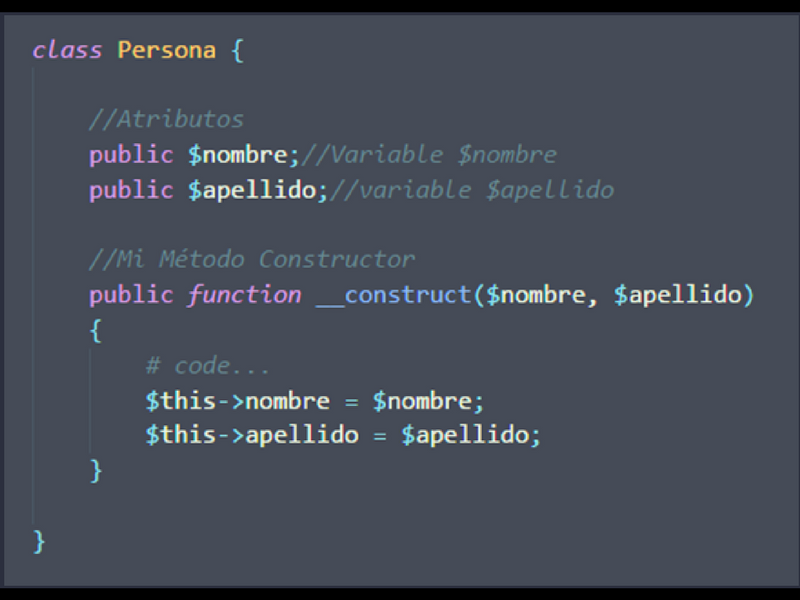 class Persona {
//Atributos
public $nombre;//Variable $nombre
public $apellido;//variable $apellido
//Mi Método Constructor
public function __construct($nombre, $apellido)
{
# code...
$this->nombre = $nombre;
$this->apellido = $apellido;
}
}